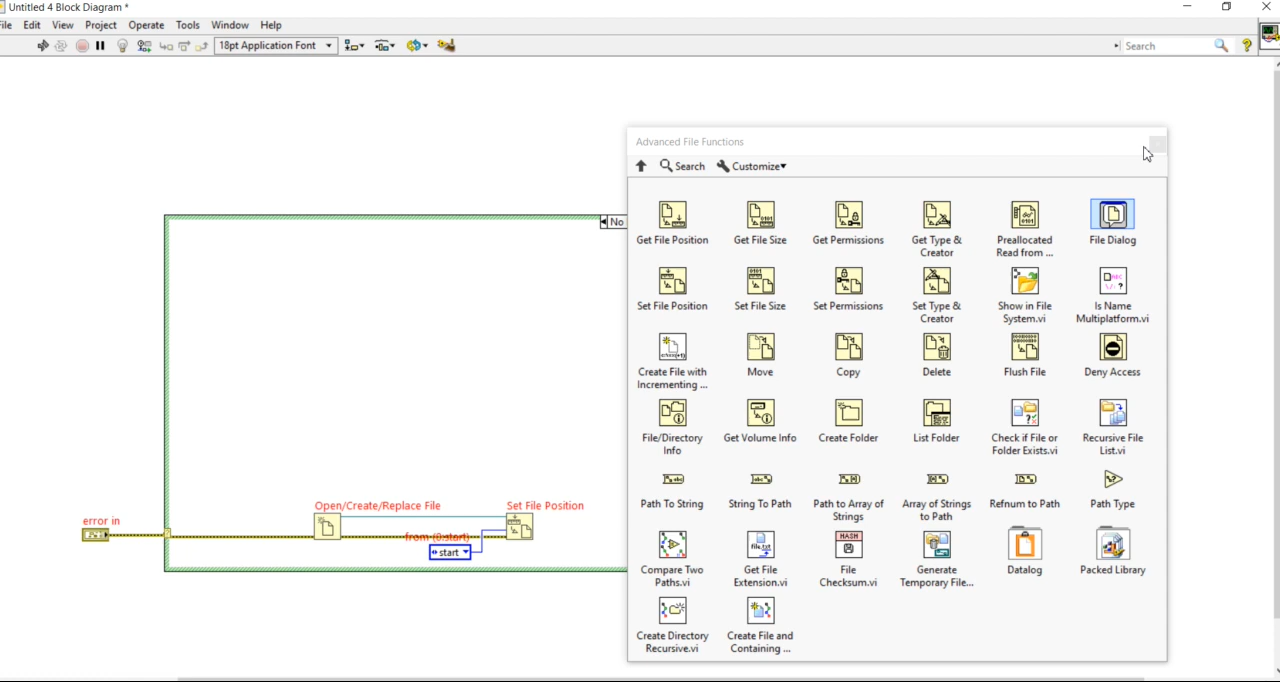 Untitled 4 Block Diagram *
File Edit View Project Operate Tools Window Help
18pt Application Font
Search
Advanced File Functions
Search Customize
Get File Position Get File Size Get Permissions Get Type & Creator Preallocated Read from ... File Dialog
Set File Position Set File Size Set Permissions Set Type & Creator Show in File System.vi Is Name Multiplatform.vi
Create File with Incrementing ... Move Copy Delete Flush File Deny Access
File/Directory Info Get Volume Info Create Folder List Folder Check if File or Folder Exists.vi Recursive File List.vi
Path To String String To Path Path to Array of Strings Array of Strings to Path Refnum to Path Path Type
HASH
file.txt
Compare Two Paths.vi Get File Extension.vi File Checksum.vi Generate Temporary File... Datalog Packed Library
Create Directory Recursive.vi Create File and Containing ...
No
error in
Open/Create/Replace File
Set File Position
from (0:start)
start